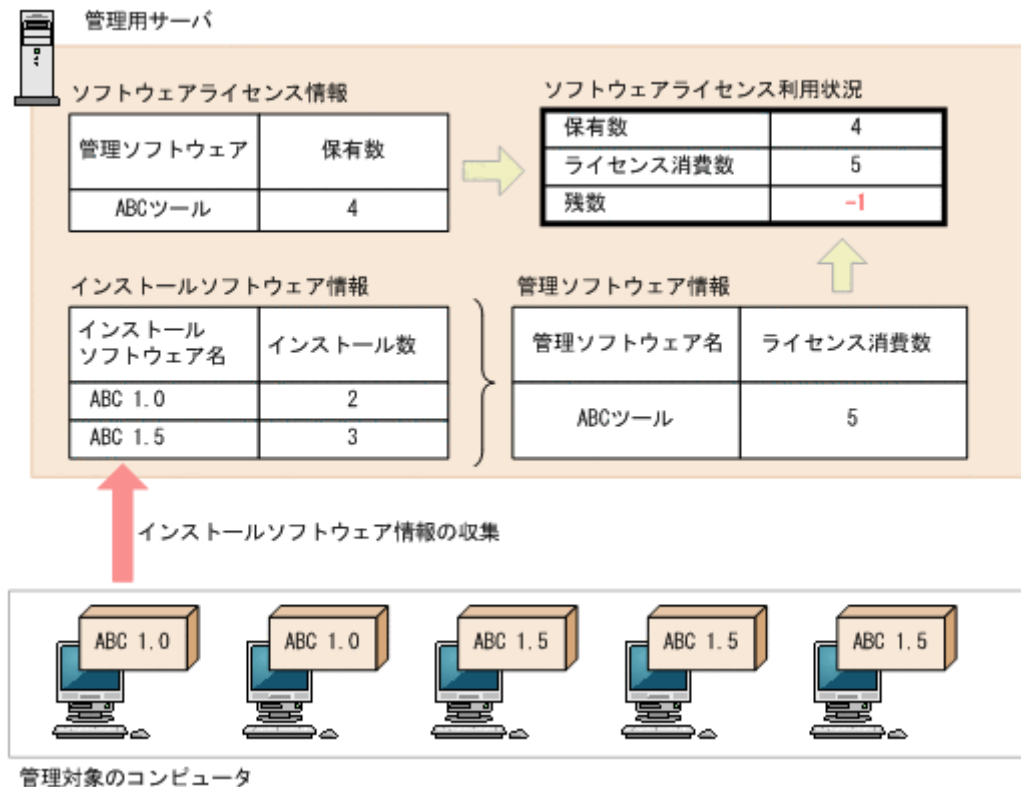 管理用サーバ
ソフトウェアライセンス情報
管理ソフトウェア 保有数
ABCツール 4
ソフトウェアライセンス利用状況
保有数 4
ライセンス消費数 5
残数 -1
インストールソフトウェア情報
インストール
ソフトウェア名 インストール数
ABC 1.0 2
ABC 1.5 3
管理ソフトウェア情報
管理ソフトウェア名 ライセンス消費数
ABCツール 5
インストールソフトウェア情報の収集
ABC 1.0 ABC 1.0 ABC 1.5 ABC 1.5 ABC 1.5
管理対象のコンピュータ